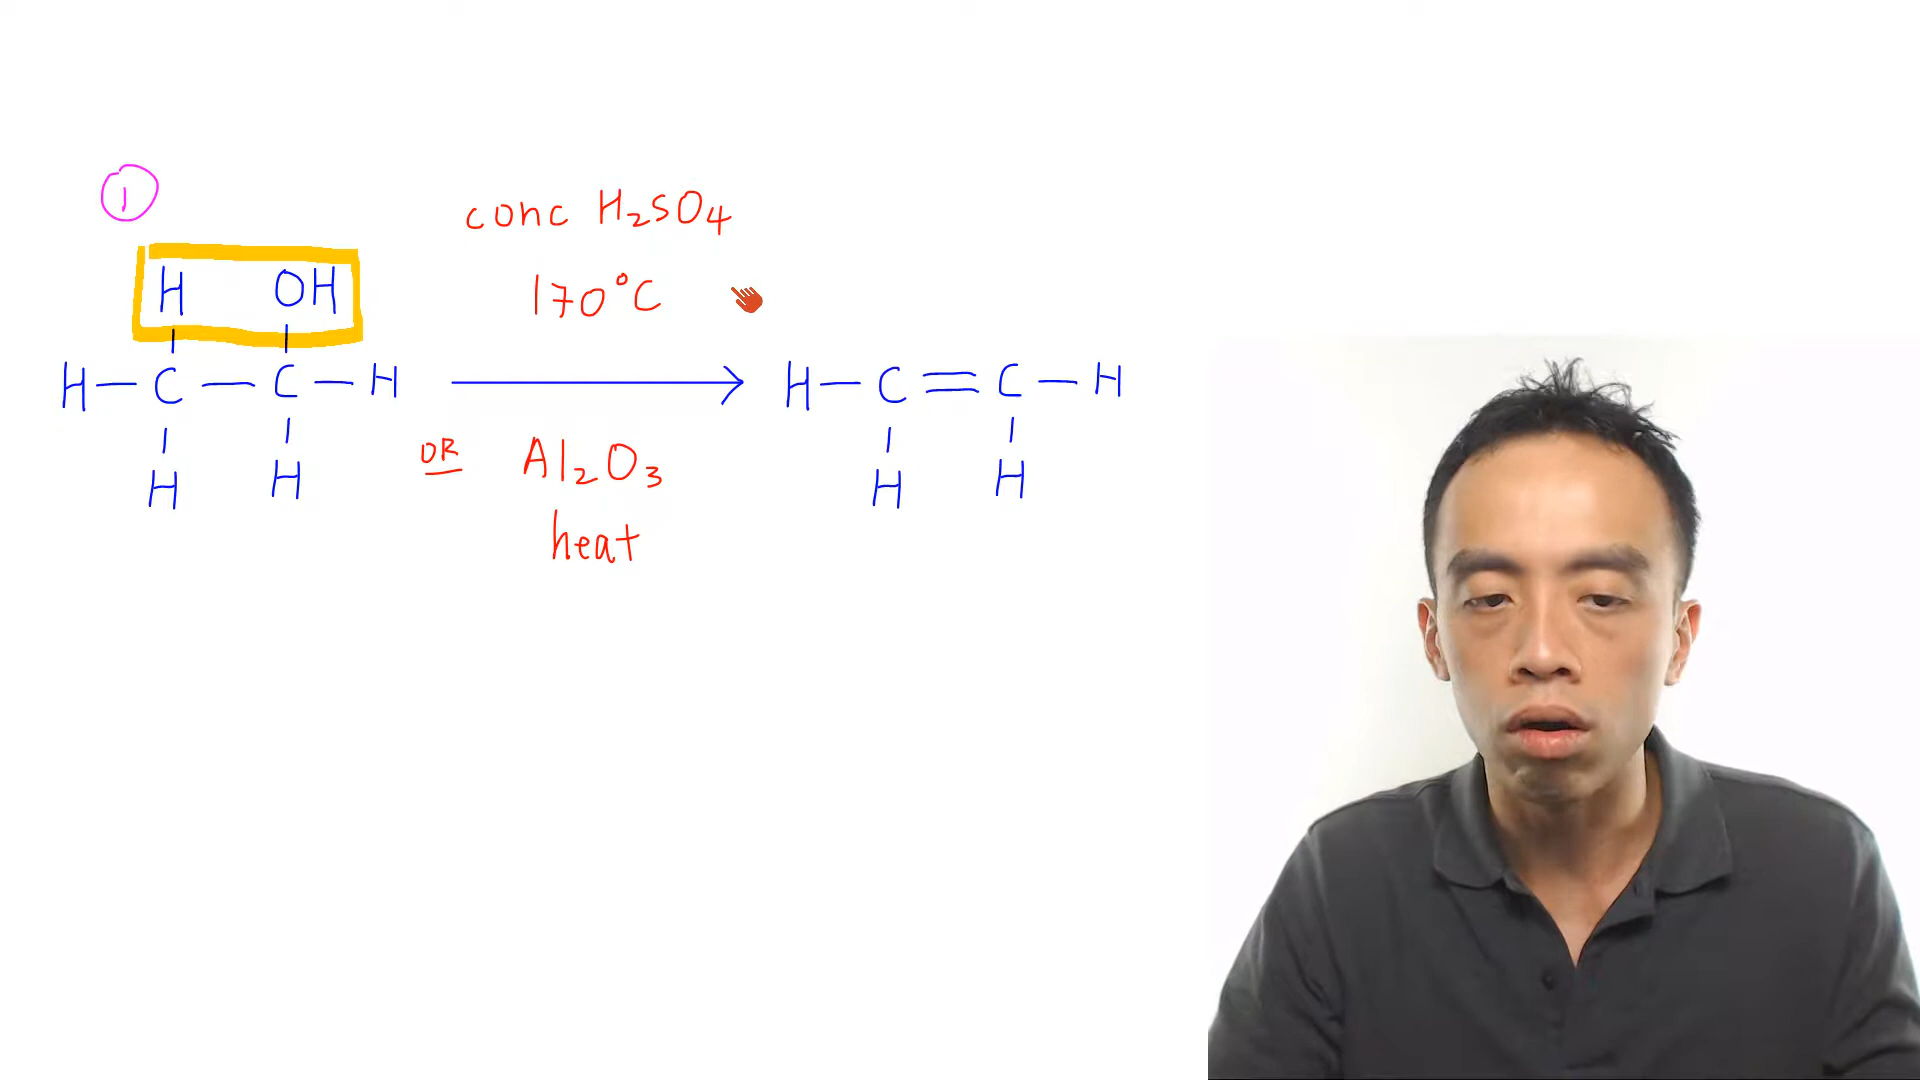 1
conc H2SO4
170°C
H OH
H—C—C—H
H H
OR Al2O3
heat
H—C=C—H
H H